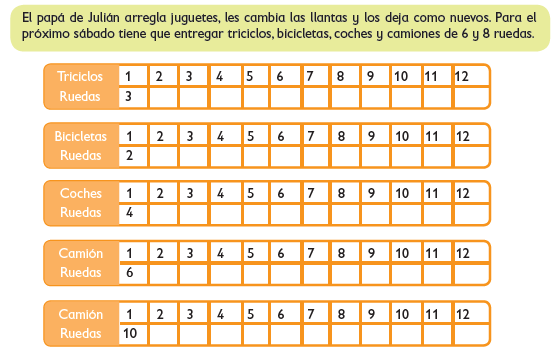 El papá de Julián arregla juguetes, les cambia las llantas y los deja como nuevos. Para el
próximo sábado tiene que entregar triciclos, bicicletas, coches y camiones de 6 y 8 ruedas.
Triciclos 1 2 3 4 5 6 7 8 9 10 11 12
Ruedas 3
Bicicletas 1 2 3 4 5 6 7 8 9 10 11 12
Ruedas 2
Coches 1 2 3 4 5 6 7 8 9 10 11 12
Ruedas 4
Camión 1 2 3 4 5 6 7 8 9 10 11 12
Ruedas 6
Camión 1 2 3 4 5 6 7 8 9 10 11 12
Ruedas 10